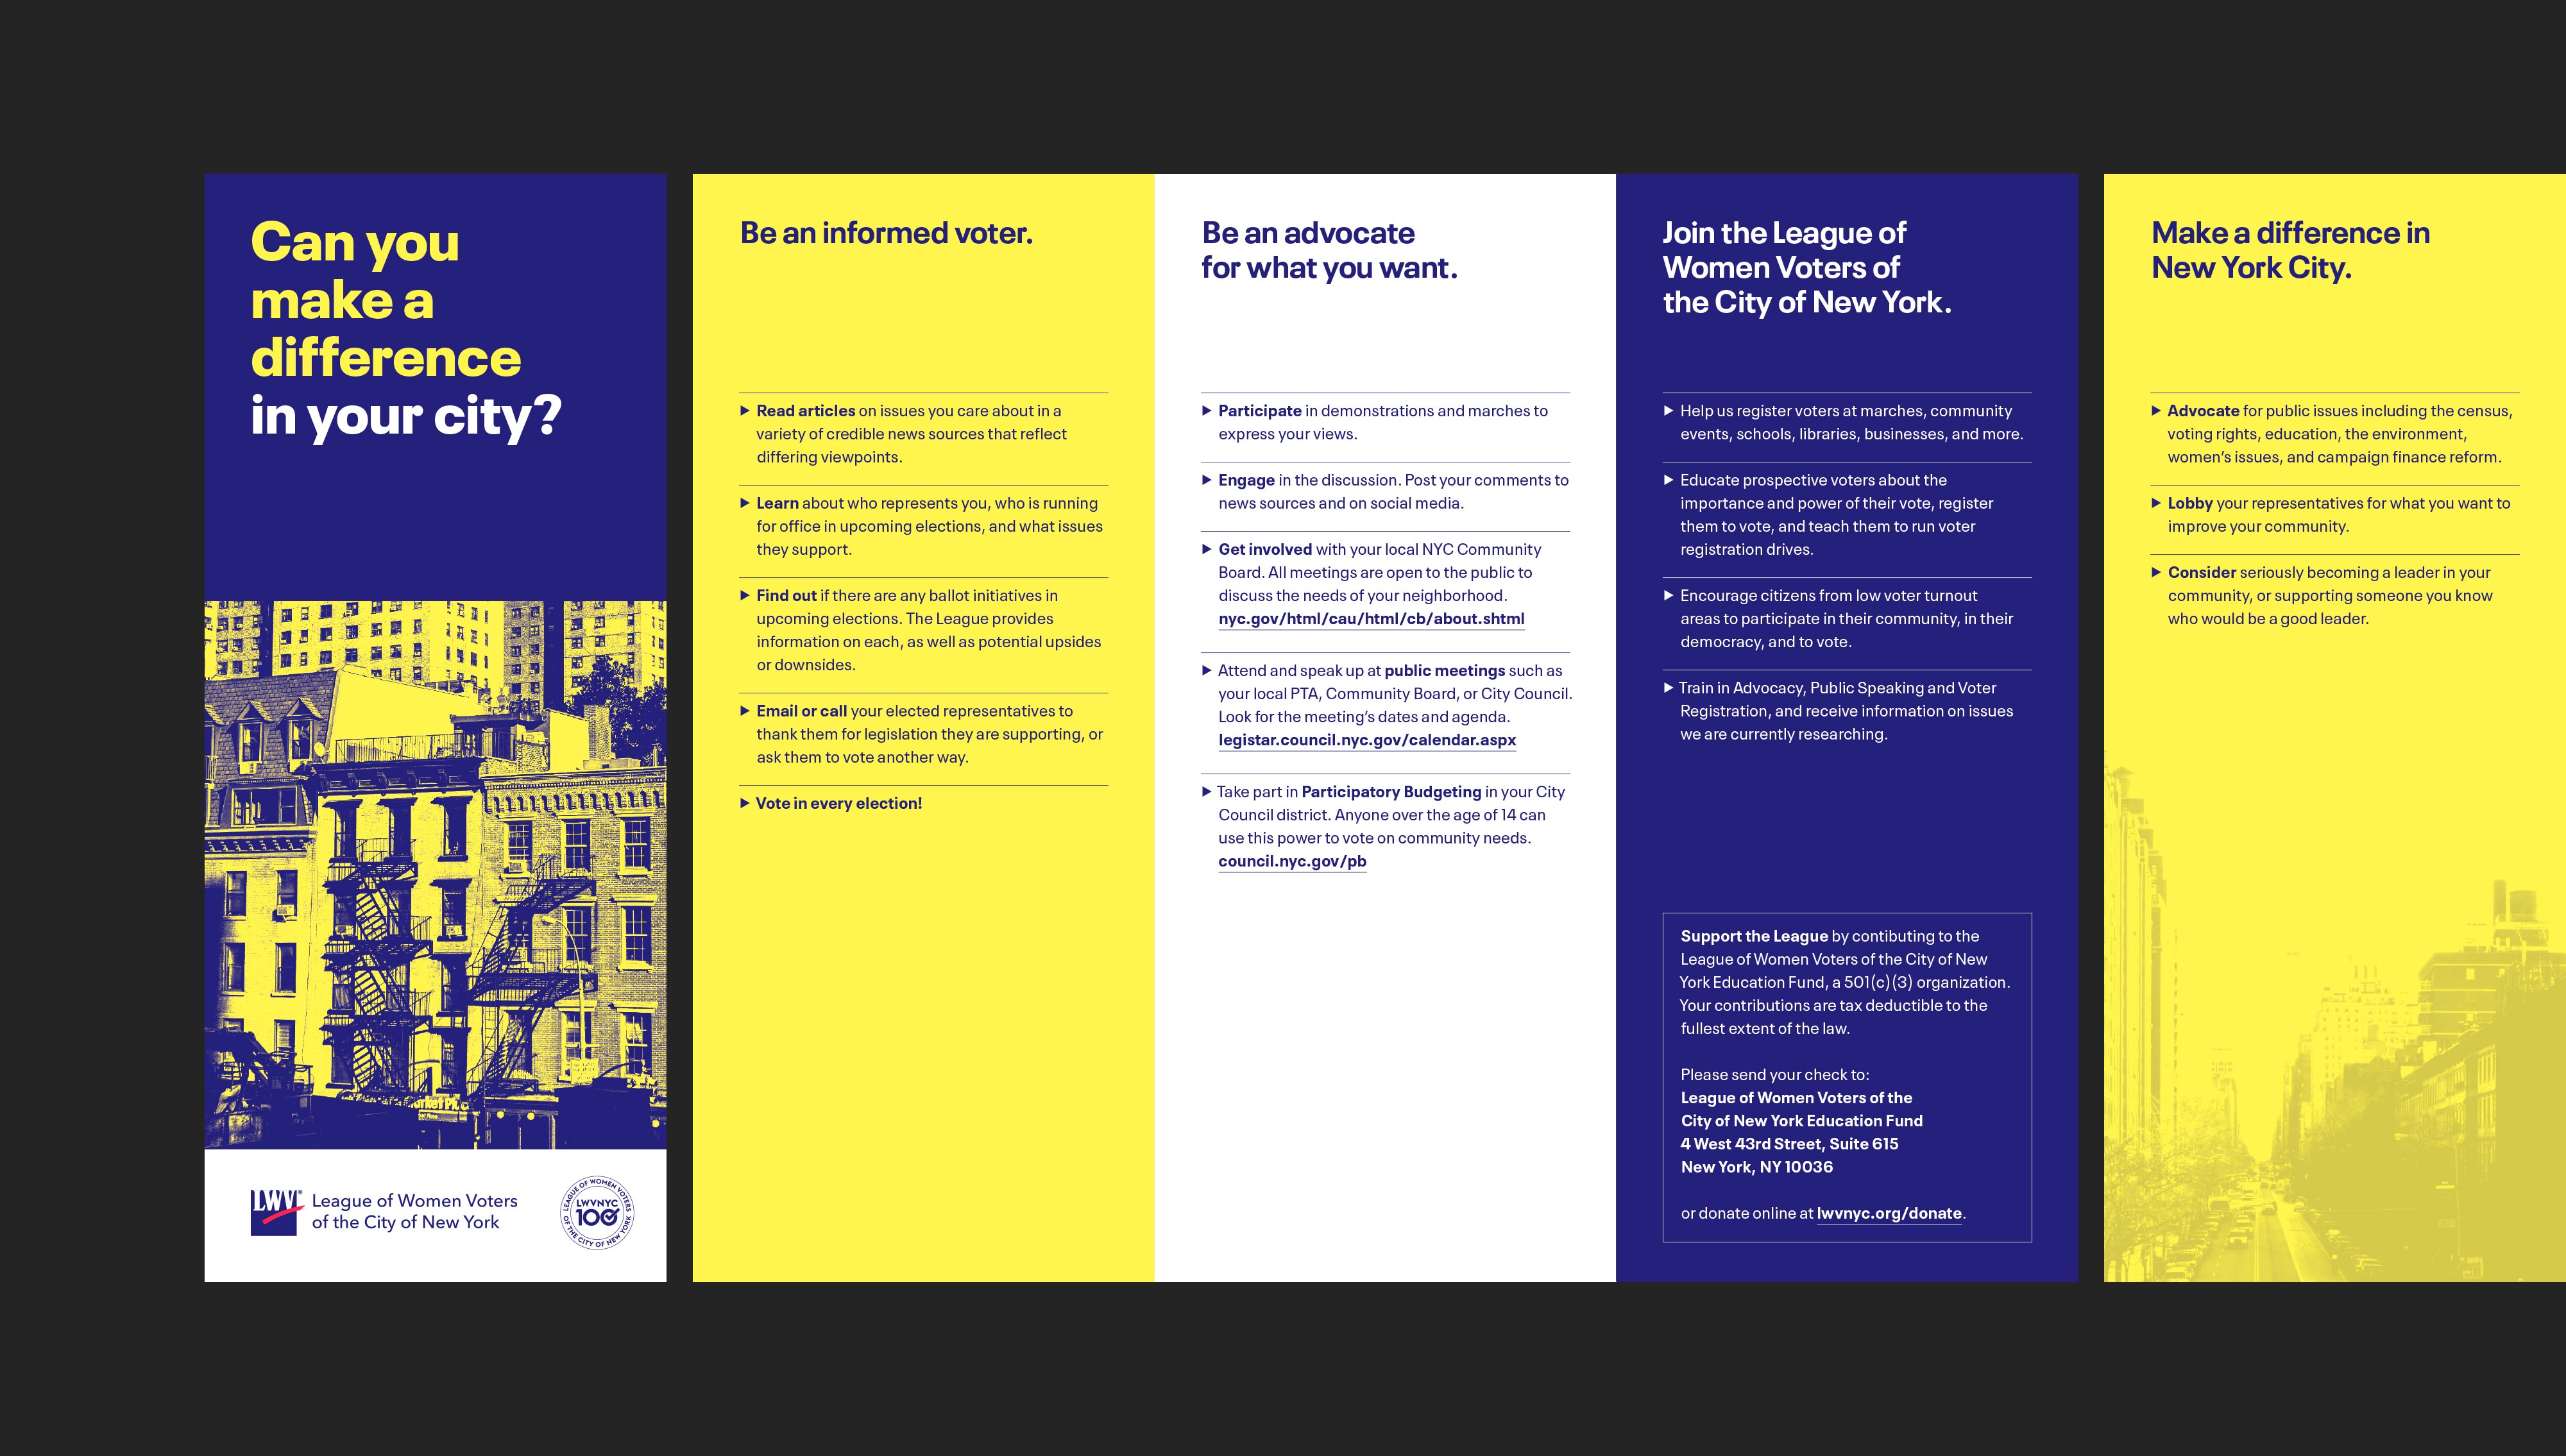 Can you
make a
difference
in your city?
LWV
League of Women Voters
of the City of New York
LEAGUE OF WOMEN VOTERS
LWVNYC
100
OF THE CITY OF NEW YORK
Be an informed voter.
▶ Read articles on issues you care about in a
variety of credible news sources that reflect
differing viewpoints.
▶ Learn about who represents you, who is running
for office in upcoming elections, and what issues
they support.
▶ Find out if there are any ballot initiatives in
upcoming elections. The League provides
information on each, as well as potential upsides
or downsides.
▶ Email or call your elected representatives to
thank them for legislation they are supporting, or
ask them to vote another way.
▶ Vote in every election!
Be an advocate
for what you want.
▶ Participate in demonstrations and marches to
express your views.
▶ Engage in the discussion. Post your comments to
news sources and on social media.
▶ Get involved with your local NYC Community
Board. All meetings are open to the public to
discuss the needs of your neighborhood.
nyc.gov/html/cau/html/cb/about.shtml
▶ Attend and speak up at public meetings such as
your local PTA, Community Board, or City Council.
Look for the meeting's dates and agenda.
legistar.council.nyc.gov/calendar.aspx
▶ Take part in Participatory Budgeting in your City
Council district. Anyone over the age of 14 can
use this power to vote on community needs.
council.nyc.gov/pb
Join the League of
Women Voters of
the City of New York.
▶ Help us register voters at marches, community
events, schools, libraries, businesses, and more.
▶ Educate prospective voters about the
importance and power of their vote, register
them to vote, and teach them to run voter
registration drives.
▶ Encourage citizens from low voter turnout
areas to participate in their community, in their
democracy, and to vote.
▶ Train in Advocacy, Public Speaking and Voter
Registration, and receive information on issues
we are currently researching.
Support the League by contibuting to the
League of Women Voters of the City of New
York Education Fund, a 501(c)(3) organization.
Your contributions are tax deductible to the
fullest extent of the law.
Please send your check to:
League of Women Voters of the
City of New York Education Fund
4 West 43rd Street, Suite 615
New York, NY 10036
or donate online at lwvnyc.org/donate.
Make a difference in
New York City.
▶ Advocate for public issues including the census,
voting rights, education, the environment,
women's issues, and campaign finance reform.
▶ Lobby your representatives for what you want to
improve your community.
▶ Consider seriously becoming a leader in your
community, or supporting someone you know
who would be a good leader.